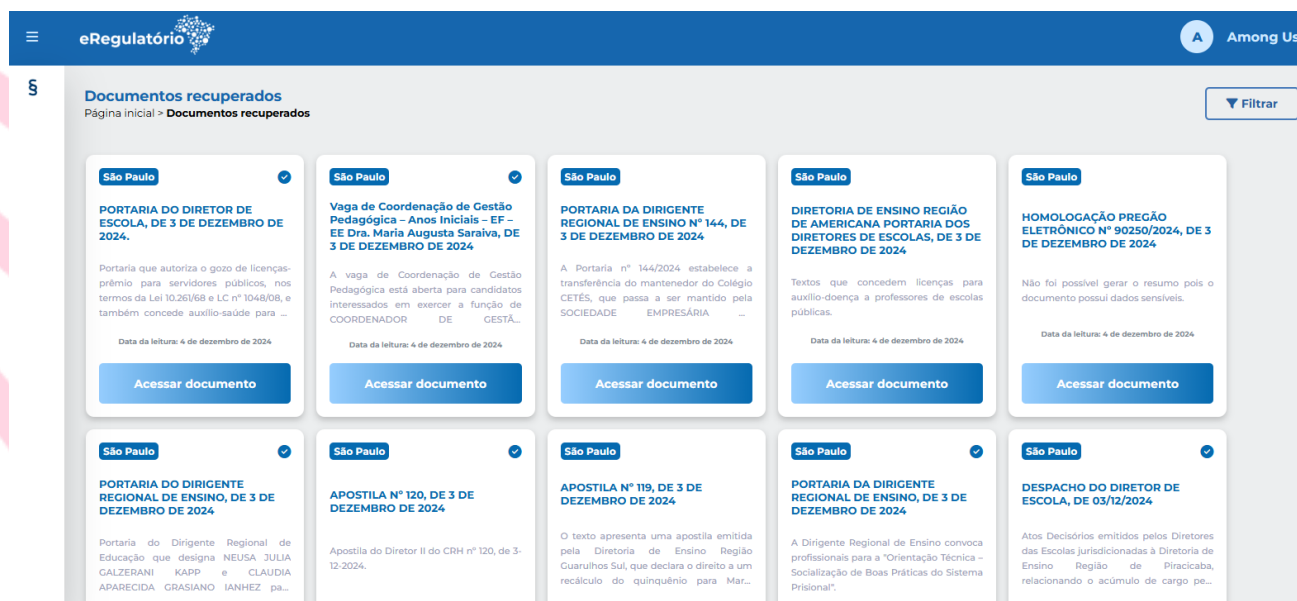 eRegulatório
A
Among Us
§
Documentos recuperados
Página inicial > Documentos recuperados
Filtrar
São Paulo
PORTARIA DO DIRETOR DE
ESCOLA, DE 3 DE DEZEMBRO DE
2024.
Portaria que autoriza o gozo de licenças-
prêmio para servidores públicos, nos
termos da Lei 10.261/68 e LC nº 1048/08, e
também concede auxílio-saúde para ...
Data da leitura: 4 de dezembro de 2024
Acessar documento
São Paulo
Vaga de Coordenação de Gestão
Pedagógica – Anos Iniciais – EF –
EE Dra. Maria Augusta Saraiva, DE
3 DE DEZEMBRO DE 2024
A vaga de Coordenação de Gestão
Pedagógica está aberta para candidatos
interessados em exercer a função de
COORDENADOR DE GESTÃ...
Data da leitura: 4 de dezembro de 2024
Acessar documento
São Paulo
PORTARIA DA DIRIGENTE
REGIONAL DE ENSINO Nº 144, DE
3 DE DEZEMBRO DE 2024
A Portaria nº 144/2024 estabelece a
transferência do mantenedor do Colégio
CETÉS, que passa a ser mantido pela
SOCIEDADE EMPRESÁRIA ...
Data da leitura: 4 de dezembro de 2024
Acessar documento
São Paulo
DIRETORIA DE ENSINO REGIÃO
DE AMERICANA PORTARIA DOS
DIRETORES DE ESCOLAS, DE 3 DE
DEZEMBRO DE 2024
Textos que concedem licenças para
auxílio-doença a professores de escolas
públicas.
Data da leitura: 4 de dezembro de 2024
Acessar documento
São Paulo
HOMOLOGAÇÃO PREGÃO
ELETRÔNICO Nº 90250/2024, DE 3
DE DEZEMBRO DE 2024
Não foi possível gerar o resumo pois o
documento possui dados sensíveis.
Data da leitura: 4 de dezembro de 2024
Acessar documento
São Paulo
PORTARIA DO DIRIGENTE
REGIONAL DE ENSINO, DE 3 DE
DEZEMBRO DE 2024
Portaria do Dirigente Regional de
Educação que designa NEUSA JULIA
GALZERANI KAPP e CLAUDIA
APARECIDA GRASIANO IANHEZ pa...
São Paulo
APOSTILA Nº 120, DE 3 DE
DEZEMBRO DE 2024
Apostila do Diretor II do CRH nº 120, de 3-
12-2024.
São Paulo
APOSTILA Nº 119, DE 3 DE
DEZEMBRO DE 2024
O texto apresenta uma apostila emitida
pela Diretoria de Ensino Região
Guarulhos Sul, que declara o direito a um
recálculo do quinquênio para Mar...
São Paulo
PORTARIA DA DIRIGENTE
REGIONAL DE ENSINO, DE 3 DE
DEZEMBRO DE 2024
A Dirigente Regional de Ensino convoca
profissionais para a "Orientação Técnica –
Socialização de Boas Práticas do Sistema
Prisional".
São Paulo
DESPACHO DO DIRETOR DE
ESCOLA, DE 03/12/2024
Atos Decisórios emitidos pelos Diretores
das Escolas jurisdicionados à Diretoria de
Ensino Região de Piracicaba,
relacionando o acúmulo de cargo pe...